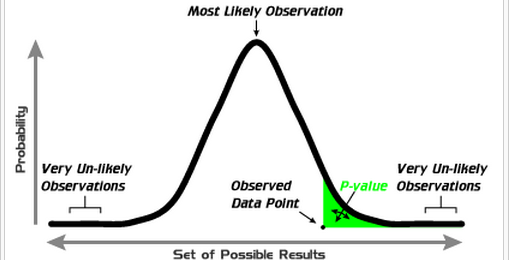 Most Likely Observation
Probability
Very Un-likely
Observations
Observed
Data Point
P-value
Very Un-likely
Observations
Set of Possible Results